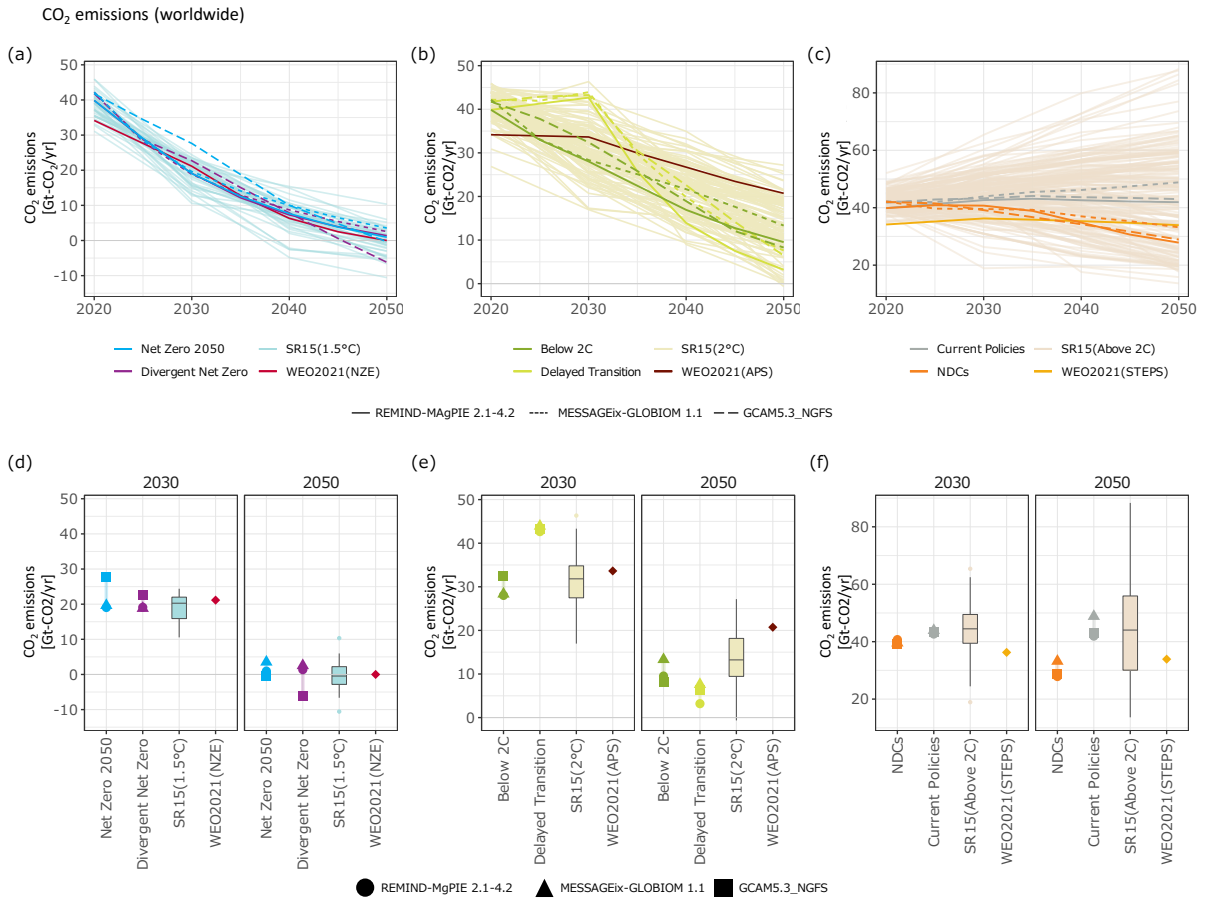 CO₂ emissions (worldwide)
(a)
CO₂ emissions
[Gt-CO₂/yr]
50
40
30
20
10
0
-10
2020 2030 2040 2050
(b)
CO₂ emissions
[Gt-CO2/yr]
50
40
30
20
10
0
2020 2030 2040 2050
(c)
CO₂ emissions
[Gt-CO2/yr]
80
60
40
20
2020 2030 2040 2050
Net Zero 2050 SR15(1.5°C)
Divergent Net Zero WEO2021(NZE)
Below 2C SR15(2°C)
Delayed Transition WEO2021(APS)
Current Policies SR15(Above 2C)
NDCs WEO2021(STEPS)
REMIND-MAgPIE 2.1-4.2 MESSAGEix-GLOBIOM 1.1 GCAM5.3_NGFS
(d)
2030 2050
CO₂ emissions
[Gt-CO2/yr]
50
40
30
20
10
0
-10
Net Zero 2050
Divergent Net Zero
SR15(1.5°C)
WEO2021(NZE)
Net Zero 2050
Divergent Net Zero
SR15(1.5°C)
WEO2021(NZE)
(e)
2030 2050
CO₂ emissions
[Gt-CO2/yr]
50
40
30
20
10
0
Below 2C
Delayed Transition
SR15(2°C)
WEO2021(APS)
Below 2C
Delayed Transition
SR15(2°C)
WEO2021(APS)
(f)
2030 2050
CO₂ emissions
[Gt-CO2/yr]
80
60
40
20
NDCs
Current Policies
SR15(Above 2C)
WEO2021(STEPS)
NDCs
Current Policies
SR15(Above 2C)
WEO2021(STEPS)
REMIND-MgPIE 2.1-4.2 MESSAGEix-GLOBIOM 1.1 GCAM5.3_NGFS